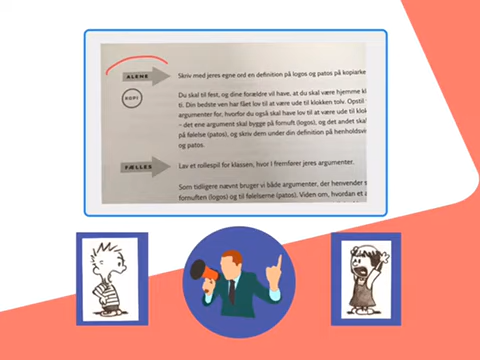 ALENE
Skriv med jeres egne ord en definition på logos og patos på kopiarke
KOPI
Du skal til fest, og dine forældre vil have, at du skal være hjemme kl
ti. Din bedste ven har fået lov til at være ude til klokken tolv. Opstil
argumenter for, hvorfor du også skal have lov til at være ude til klok
– det ene argument skal bygge på fornuft (logos), og det andet skal
på følelse (patos), og skriv dem under din definition på henholdsvi
og patos.
FÆLLES
Lav et rollespil for klassen, hvor I fremfører jeres argumenter.
Som tidligere nævnt bruger vi både argumenter, der henvender s
fornuften (logos) og til følelserne (patos). Viden om, hvordan et a